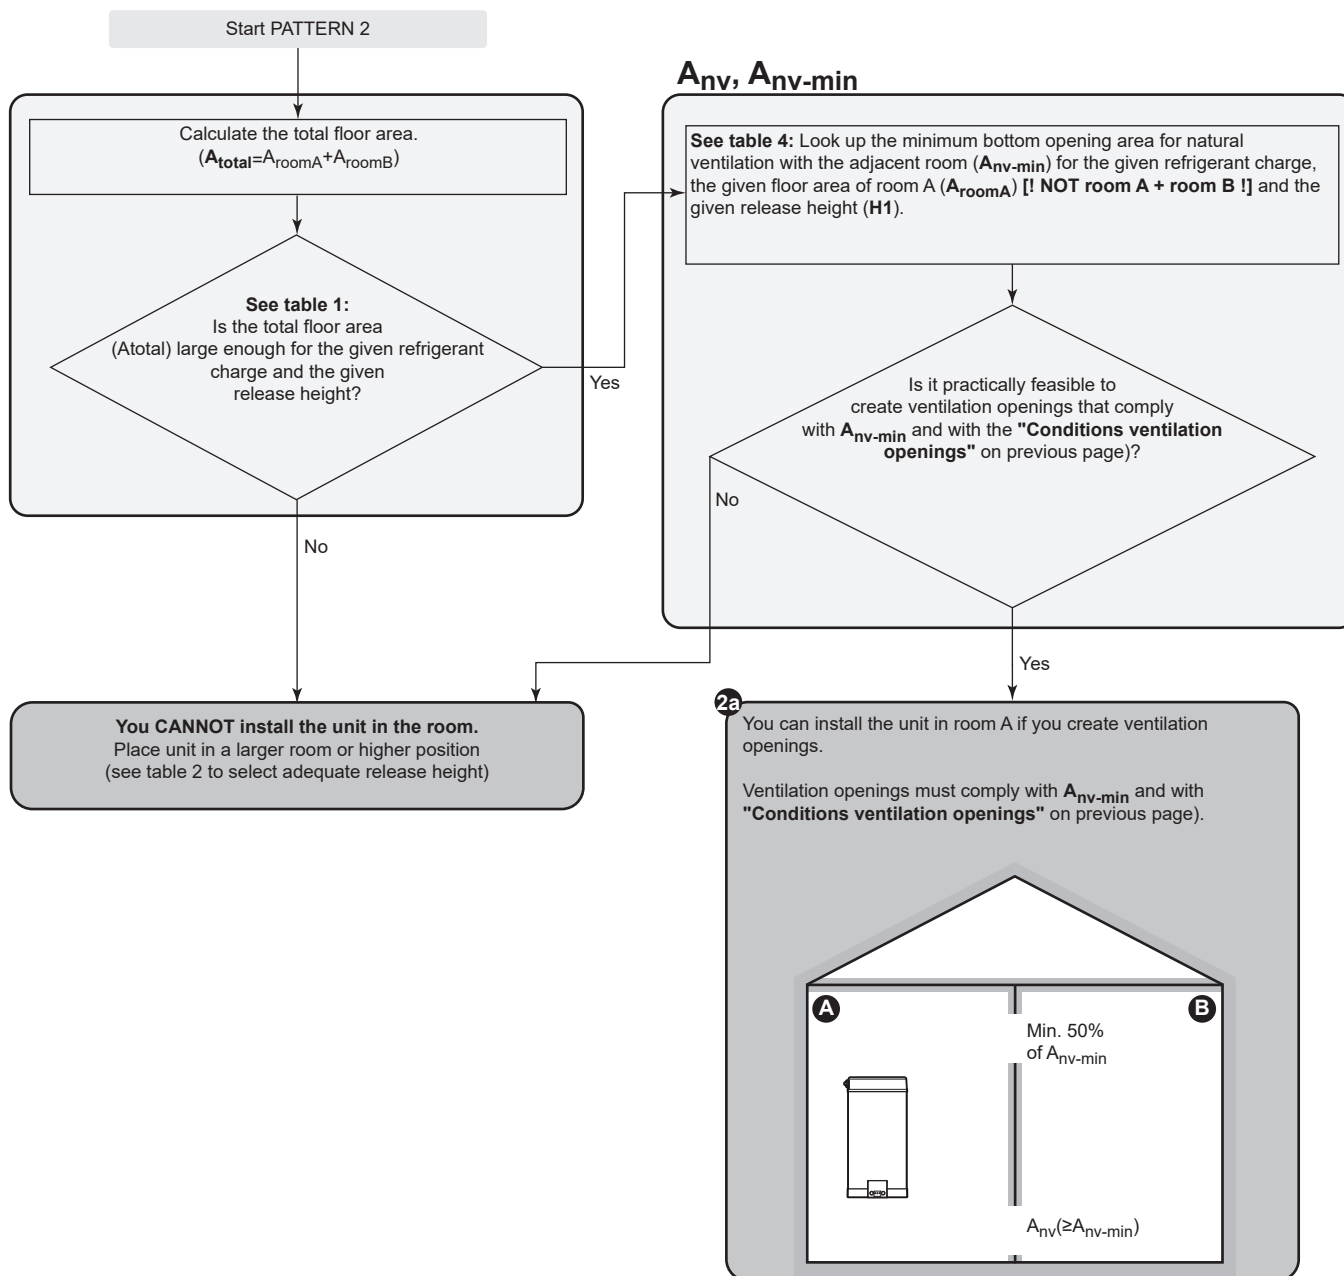 Start PATTERN 2
Calculate the total floor area.
(Atotal=AroomA+AroomB)
See table 1:
Is the total floor area
(Atotal) large enough for the given refrigerant
charge and the given
release height?
Yes
No
Anv, Anv-min
See table 4: Look up the minimum bottom opening area for natural
ventilation with the adjacent room (Anv-min) for the given refrigerant charge,
the given floor area of room A (AroomA) [! NOT room A + room B !] and the
given release height (H1).
Is it practically feasible to
create ventilation openings that comply
with Anv-min and with the "Conditions ventilation
openings" on previous page)?
No
Yes
You CANNOT install the unit in the room.
Place unit in a larger room or higher position
(see table 2 to select adequate release height)
2a
You can install the unit in room A if you create ventilation
openings.
Ventilation openings must comply with Anv-min and with
"Conditions ventilation openings" on previous page).
A
B
Min. 50%
of Anv-min
Anv(≥Anv-min)